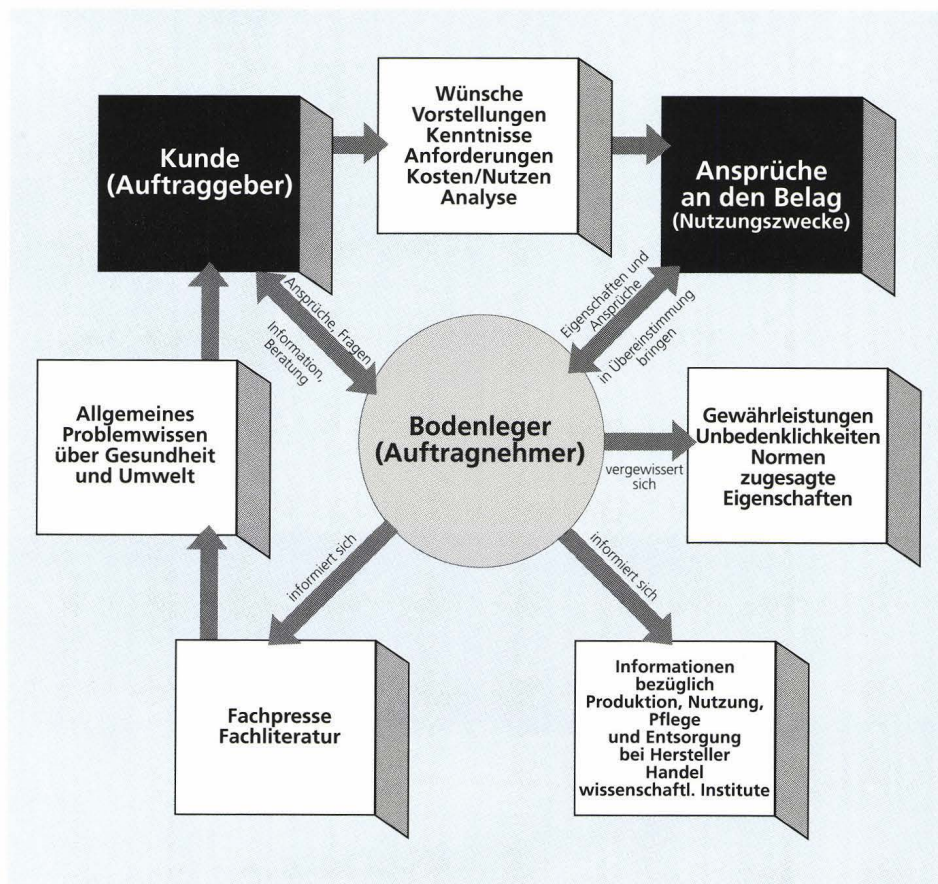 Wünsche
Vorstellungen
Kenntnisse
Anforderungen
Kosten/Nutzen
Analyse
Kunde
(Auftraggeber)
Ansprüche
an den Belag
(Nutzungszwecke)
Ansprüche, Fragen
Information,
Beratung
Eigenschaften und
Ansprüche
in Übereinstimmung
bringen
Allgemeines
Problemwissen
über Gesundheit
und Umwelt
Bodenleger
(Auftragnehmer)
vergewissert
sich
Gewährleistungen
Unbedenklichkeiten
Normen
zugesagte
Eigenschaften
informiert sich
informiert sich
Fachpresse
Fachliteratur
Informationen
bezüglich
Produktion, Nutzung,
Pflege
und Entsorgung
bei Hersteller
Handel
wissenschaftl. Institute